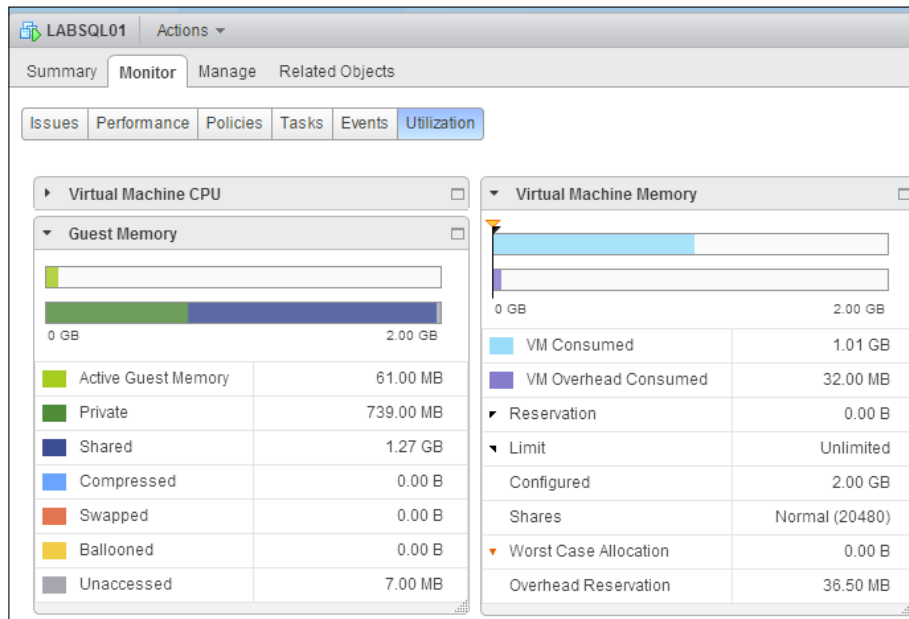 LABSQL01 Actions
Summary Monitor Manage Related Objects
Issues Performance Policies Tasks Events Utilization
Virtual Machine CPU
Guest Memory
0 GB 2.00 GB
Active Guest Memory 61.00 MB
Private 739.00 MB
Shared 1.27 GB
Compressed 0.00 B
Swapped 0.00 B
Ballooned 0.00 B
Unaccessed 7.00 MB
Virtual Machine Memory
0 GB 2.00 GB
VM Consumed 1.01 GB
VM Overhead Consumed 32.00 MB
Reservation 0.00 B
Limit Unlimited
Configured 2.00 GB
Shares Normal (20480)
Worst Case Allocation 0.00 B
Overhead Reservation 36.50 MB